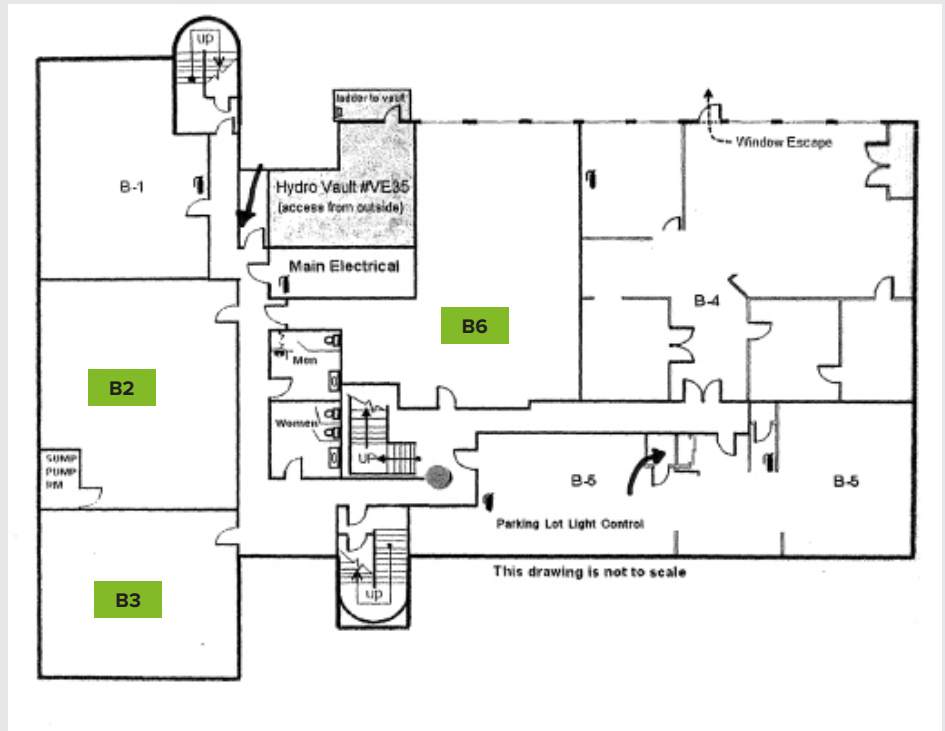 up
ladder to vault
Window Escape
B-1
Hydro Vault #VE35
(access from outside)
Main Electrical
B-4
B6
Men
B2
Women
UP
SUMP
PUMP
RM
B-5
B-5
Parking Lot Light Control
This drawing is not to scale
B3
up